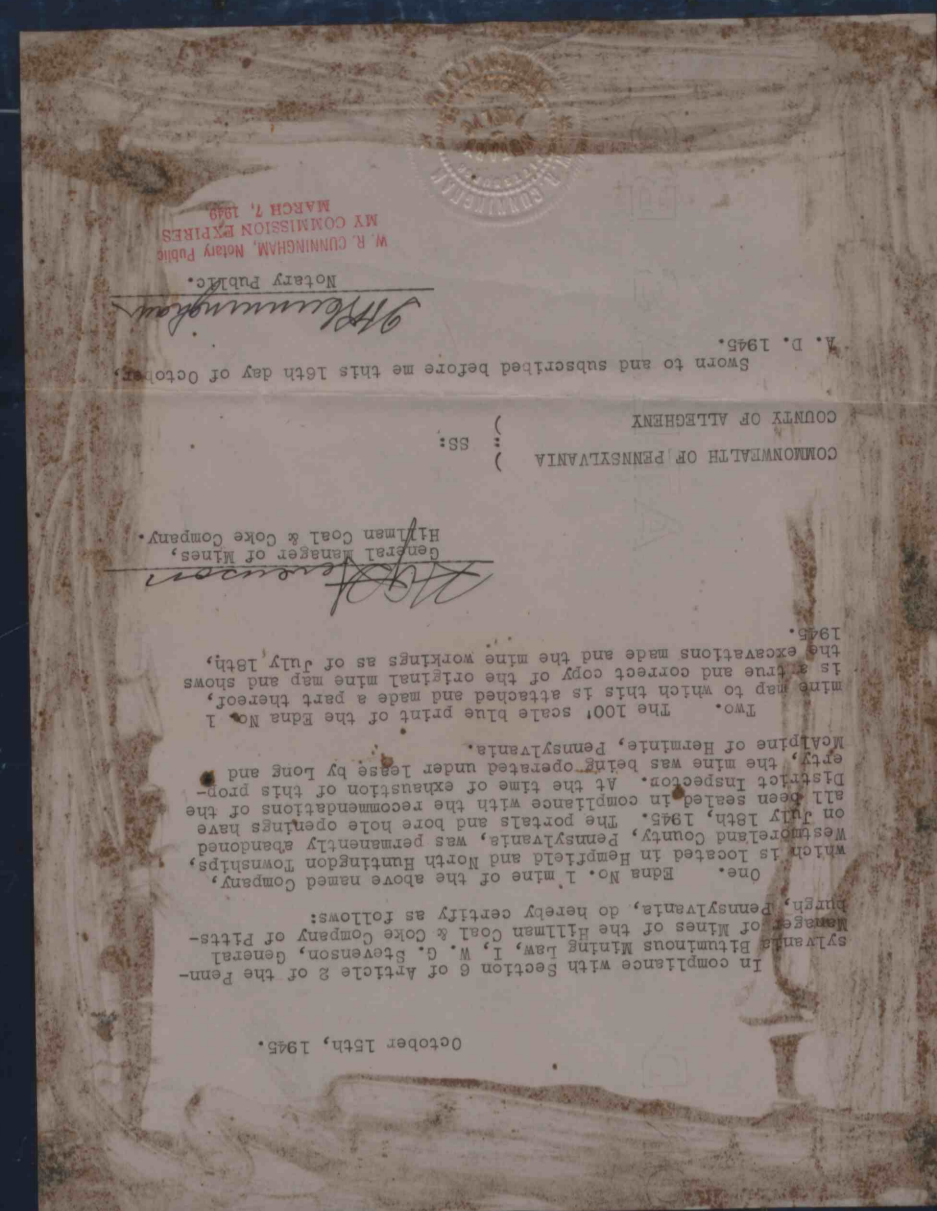 October 15th, 1945.
In compliance with Section 6 of Article 2 of the Penn-
sylvania Bituminous Mining Law, I, W. G. Stevenson, General
Manager of Mines of the Hillman Coal & Coke Company of Pitts-
burgh, Pennsylvania, do hereby certify as follows:
One. Edna No. 1 mine of the above named Company,
which is located in Hempfield and North Huntingdon Townships,
Westmoreland County, Pennsylvania, was permanently abandoned
on July 18th, 1945. The portals and bore hole openings have
all been sealed in compliance with the recommendations of the
District Inspector. At the time of exhaustion of this prop-
erty, the mine was being operated under lease by Long and
McAlpine of Herminie, Pennsylvania.
Two. The 100' scale blue print of the Edna No. 1
mine map to which this is attached and made a part thereof,
is a true and correct copy of the original mine map and shows
the excavations made and the mine workings as of July 18th,
1945.
W G Stevenson
General Manager of Mines,
Hillman Coal & Coke Company.
COMMONWEALTH OF PENNSYLVANIA )
: SS:
COUNTY OF ALLEGHENY )
Sworn to and subscribed before me this 16th day of October,
A. D. 1945.
W R Cunningham
Notary Public.
W. R. CUNNINGHAM, Notary Public
MY COMMISSION EXPIRES
MARCH 7, 1949